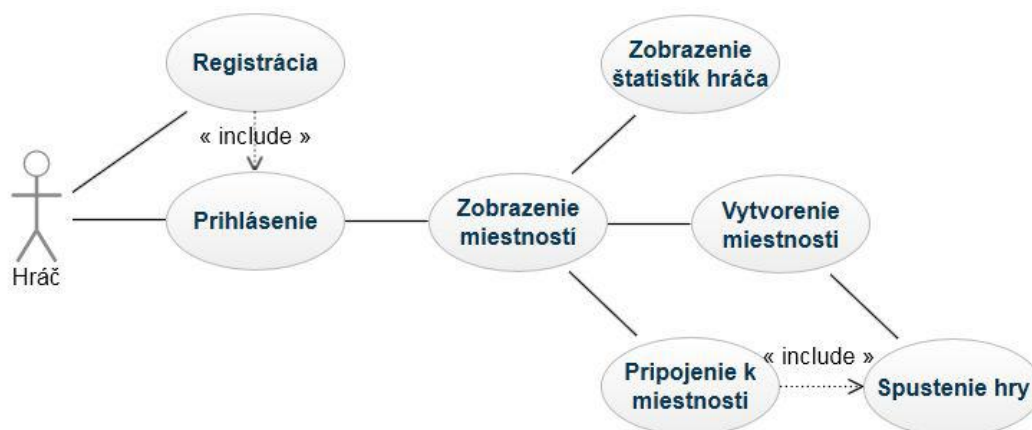 Registrácia
« include »
Prihlásenie
Hráč
Zobrazenie
miestností
Zobrazenie
štatistík hráča
Vytvorenie
miestnosti
Pripojenie k
miestnosti
« include »
Spustenie hry